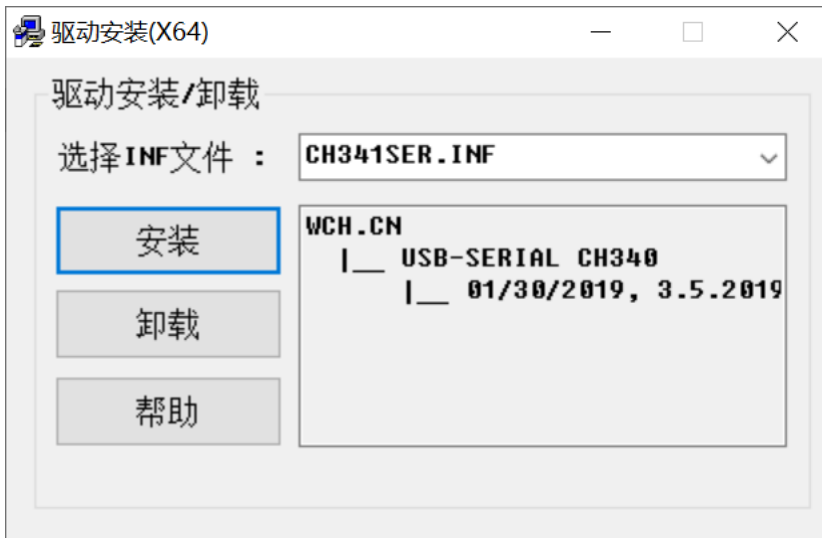 驱动安装(X64)
驱动安装/卸载
选择INF文件 :
CH341SER.INF
安装
卸载
帮助
WCH.CN
|__ USB-SERIAL CH340
|__ 01/30/2019, 3.5.2019